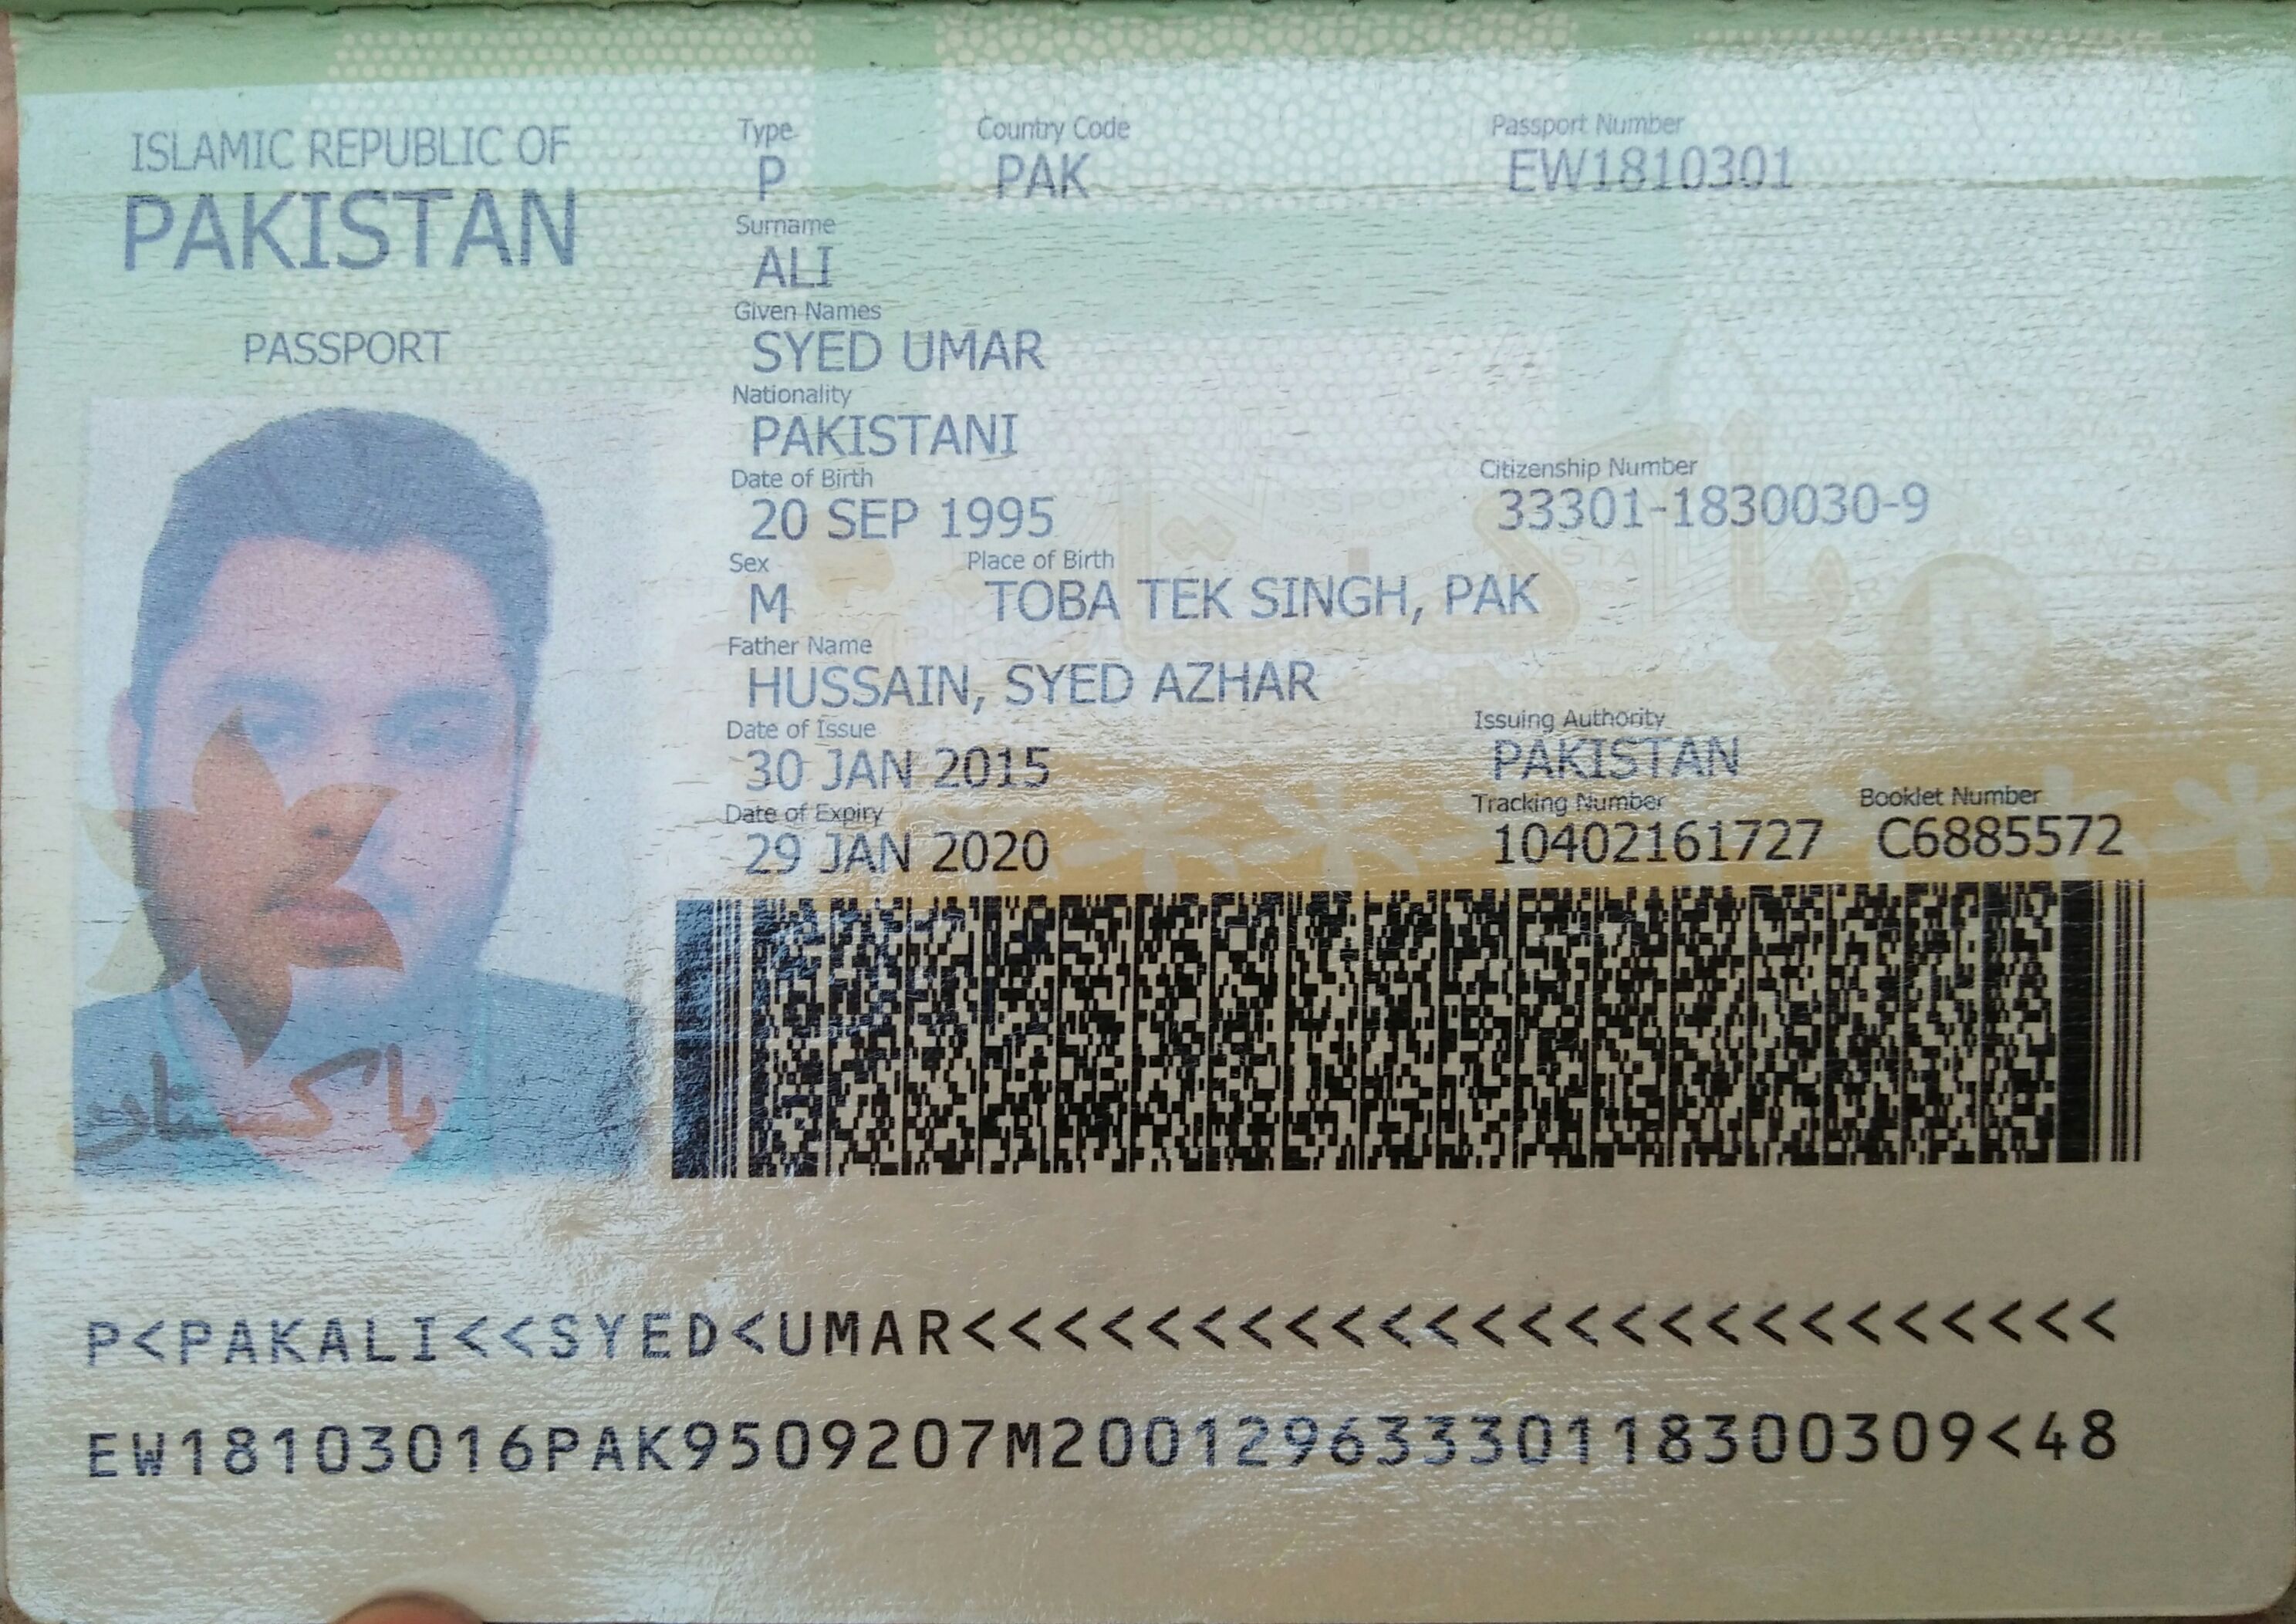 ISLAMIC REPUBLIC OF
PAKISTAN
PASSPORT
Type Country Code Passport Number
P PAK EW1810301
Surname
ALI
Given Names
SYED UMAR
Nationality
PAKISTANI
Date of Birth Citizenship Number
20 SEP 1995 33301-1830030-9
Sex Place of Birth
M TOBA TEK SINGH, PAK
Father Name
HUSSAIN, SYED AZHAR
Date of Issue Issuing Authority
30 JAN 2015 PAKISTAN
Date of Expiry Tracking Number Booklet Number
29 JAN 2020 10402161727 C6885572
پاکستان
پاکستان
P<PAKALI<<SYED<UMAR<<<<<<<<<<<<<<<<<<<<<<<<<
EW18103016PAK9509207M20012963330118300309<48